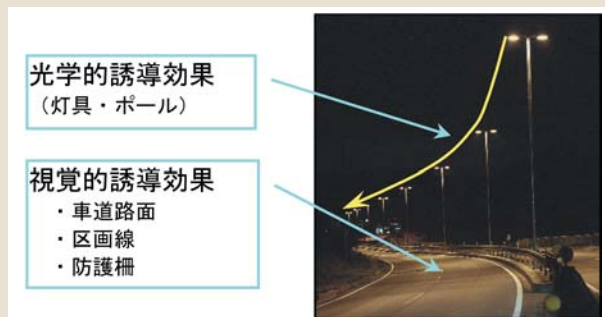 光学的誘導効果
（灯具・ポール）
視覚的誘導効果
・車道路面
・区画線
・防護柵